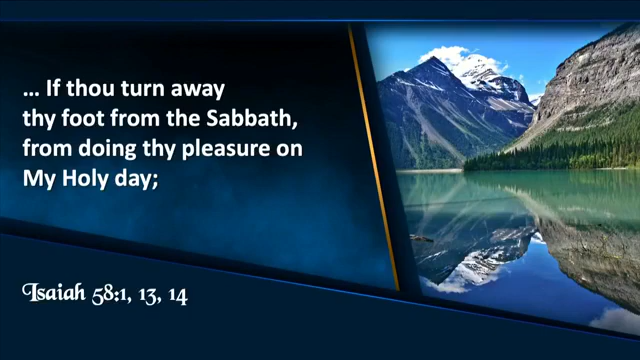 ... If thou turn away
thy foot from the Sabbath,
from doing thy pleasure on
My Holy day;
Isaiah 58:1, 13, 14